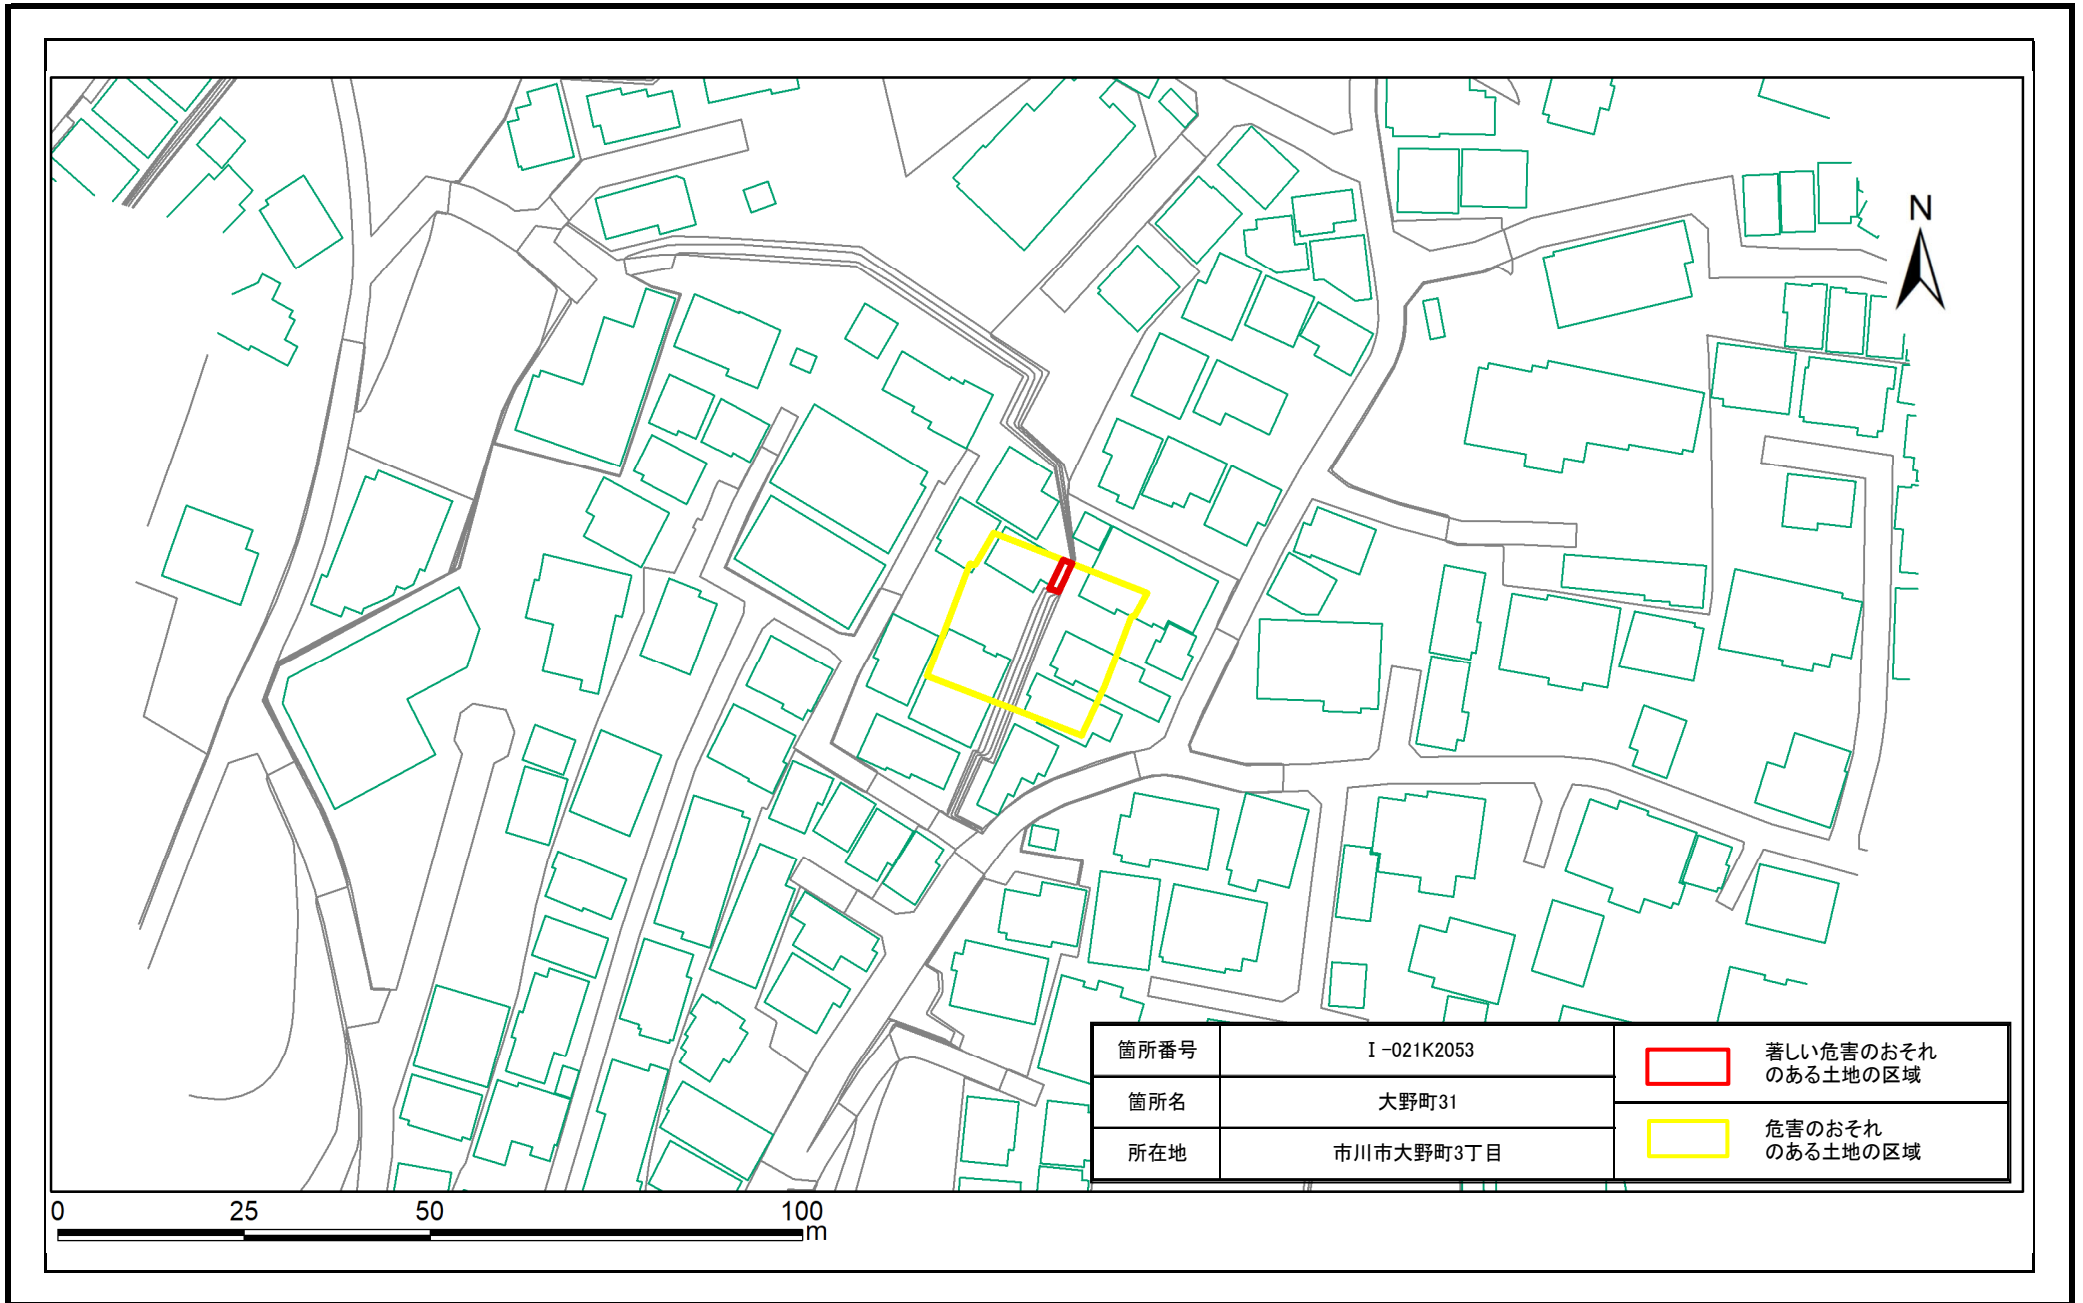 N
箇所番号
Ⅰ-021K2053
著しい危害のおそれ
のある土地の区域
箇所名
大野町31
危害のおそれ
のある土地の区域
所在地
市川市大野町3丁目
0 25 50 100
m